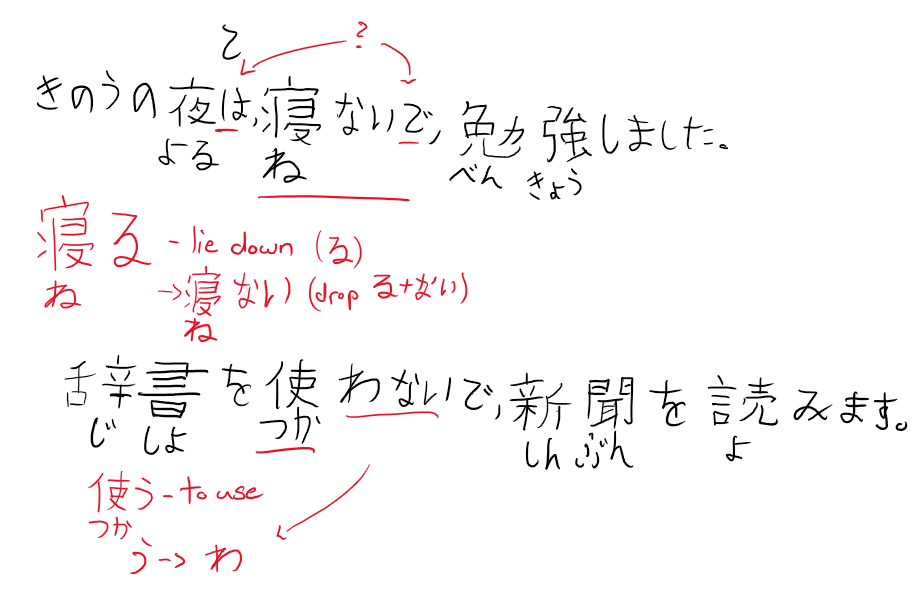 て ?
きのうの夜は,寝ないで,勉強しました。
よる ね べん きょう
寝る - lie down (る)
ね → 寝ない (drop る+ない)
ね
辞書を使わないで,新聞を読みます。
じ しょ つか しん ぶん よ
使う - to use
つか
う → わ